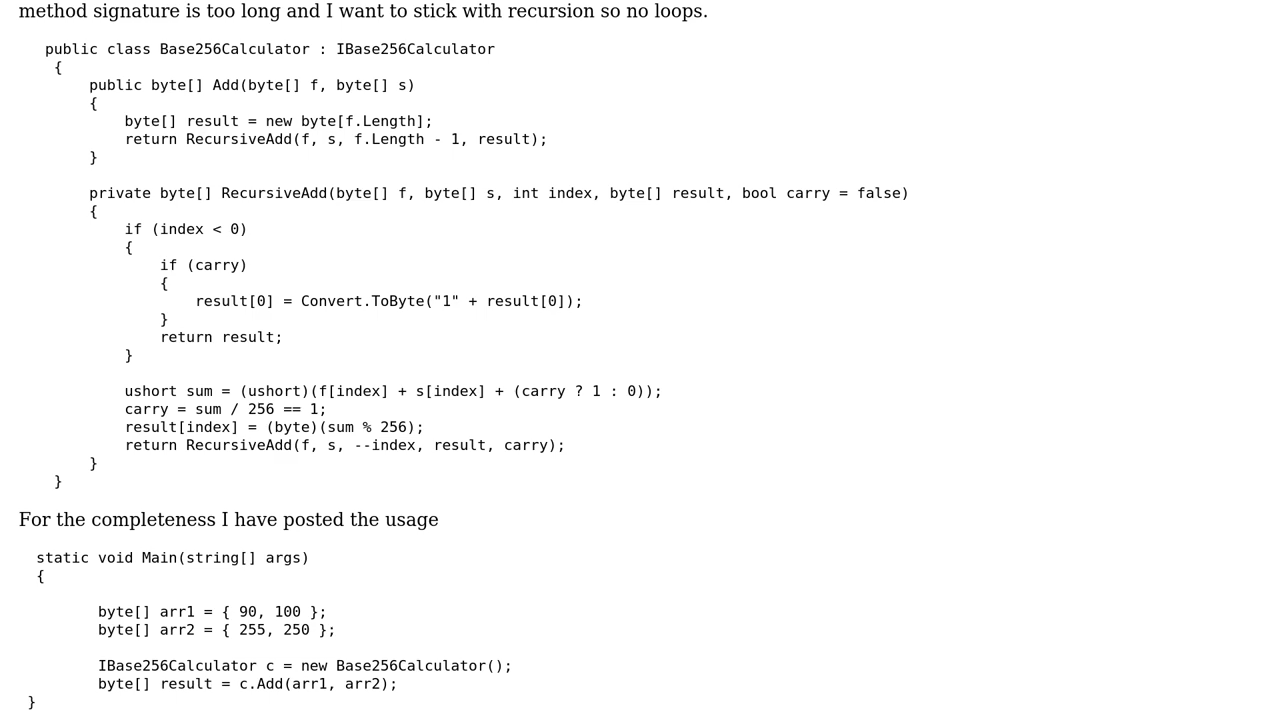 method signature is too long and I want to stick with recursion so no loops.
public class Base256Calculator : IBase256Calculator
{
public byte[] Add(byte[] f, byte[] s)
{
byte[] result = new byte[f.Length];
return RecursiveAdd(f, s, f.Length - 1, result);
}
private byte[] RecursiveAdd(byte[] f, byte[] s, int index, byte[] result, bool carry = false)
{
if (index < 0)
{
if (carry)
{
result[0] = Convert.ToByte("1" + result[0]);
}
return result;
}
ushort sum = (ushort)(f[index] + s[index] + (carry ? 1 : 0));
carry = sum / 256 == 1;
result[index] = (byte)(sum % 256);
return RecursiveAdd(f, s, --index, result, carry);
}
}
For the completeness I have posted the usage
static void Main(string[] args)
{
byte[] arr1 = { 90, 100 };
byte[] arr2 = { 255, 250 };
IBase256Calculator c = new Base256Calculator();
byte[] result = c.Add(arr1, arr2);
}